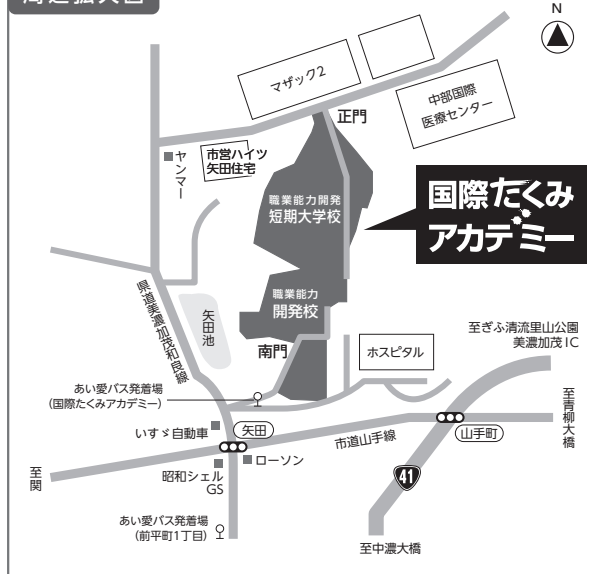 周辺拡大図
N
マザック2
中部国際
医療センター
正門
ヤンマー
市営ハイツ
矢田住宅
職業能力開発
短期大学校
国際たくみ
アカデミー
職業能力
開発校
県道美濃加茂和良線
矢田池
南門
ホスピタル
至ぎふ清流里山公園
美濃加茂IC
あい愛バス発着場
(国際たくみアカデミー)
至青柳大橋
いすゞ自動車
矢田
市道山手線
山手町
ローソン
至関
昭和シェル
GS
41
あい愛バス発着場
(前平町1丁目)
至中濃大橋